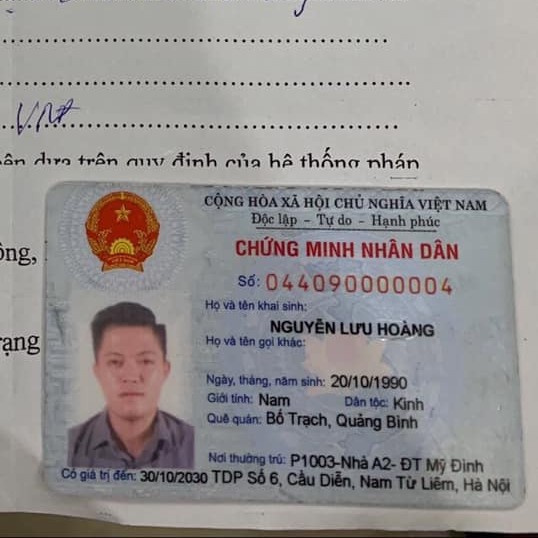 VNĐ
dựa trên quy định của hệ thống pháp
ông,
rạng
CỘNG HÒA XÃ HỘI CHỦ NGHĨA VIỆT NAM
Độc lập - Tự do - Hạnh phúc
CHỨNG MINH NHÂN DÂN
Số: 044090000004
Họ và tên khai sinh:
NGUYỄN LƯU HOÀNG
Họ và tên gọi khác:
Ngày, tháng, năm sinh: 20/10/1990
Giới tính: Nam Dân tộc: Kinh
Quê quán: Bố Trạch, Quảng Bình
Nơi thường trú: P1003-Nhà A2- ĐT Mỹ Đình
Có giá trị đến: 30/10/2030 TDP Số 6, Cầu Diễn, Nam Từ Liêm, Hà Nội